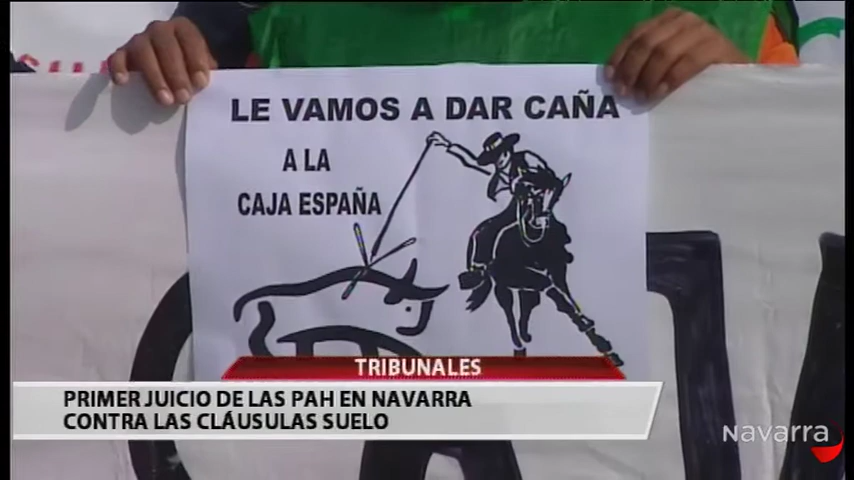 LE VAMOS A DAR CAÑA
A LA
CAJA ESPAÑA
TRIBUNALES
PRIMER JUICIO DE LAS PAH EN NAVARRA
CONTRA LAS CLÁUSULAS SUELO
Navarra